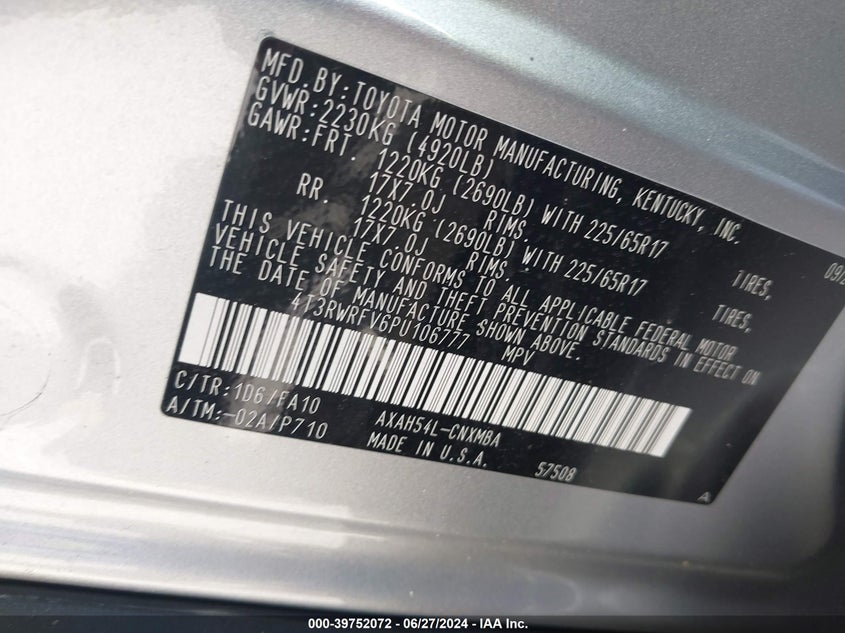 MFD.BY:TOYOTA MOTOR MANUFACTURING, KENTUCKY, INC.
GVWR:2230KG (4920LB)
GAWR:FRT. 1220KG (2690LB) WITH 225/65R17 TIRES, 
17X7.0J RIMS.
RR. 1220KG (2690LB) WITH 225/65R17 TIRES,
17X7.0J RIMS.
THIS VEHICLE CONFORMS TO ALL APPLICABLE FEDERAL MOTOR
VEHICLE SAFETY AND THEFT PREVENTION STANDARDS IN EFFECT ON
THE DATE OF MANUFACTURE SHOWN ABOVE.
4T3RWRFV6PU106777 MPV
C/TR:1D6/FA10
A/TM:-02A/P710
AXAH54L-CNXMBA
MADE IN U.S.A.
57508
A
000-39752072 - 06/27/2024 - IAA Inc.